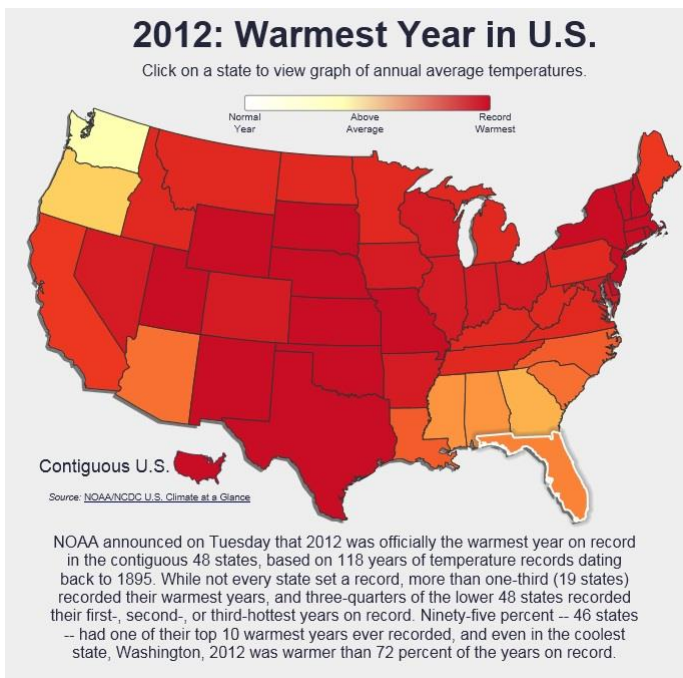 2012: Warmest Year in U.S.
Click on a state to view graph of annual average temperatures.
Normal Year
Above Average
Record Warmest
Contiguous U.S.
Source: NOAA/NCDC U.S. Climate at a Glance
NOAA announced on Tuesday that 2012 was officially the warmest year on record
in the contiguous 48 states, based on 118 years of temperature records dating
back to 1895. While not every state set a record, more than one-third (19 states)
recorded their warmest years, and three-quarters of the lower 48 states recorded
their first-, second-, or third-hottest years on record. Ninety-five percent -- 46 states
-- had one of their top 10 warmest years ever recorded, and even in the coolest
state, Washington, 2012 was warmer than 72 percent of the years on record.